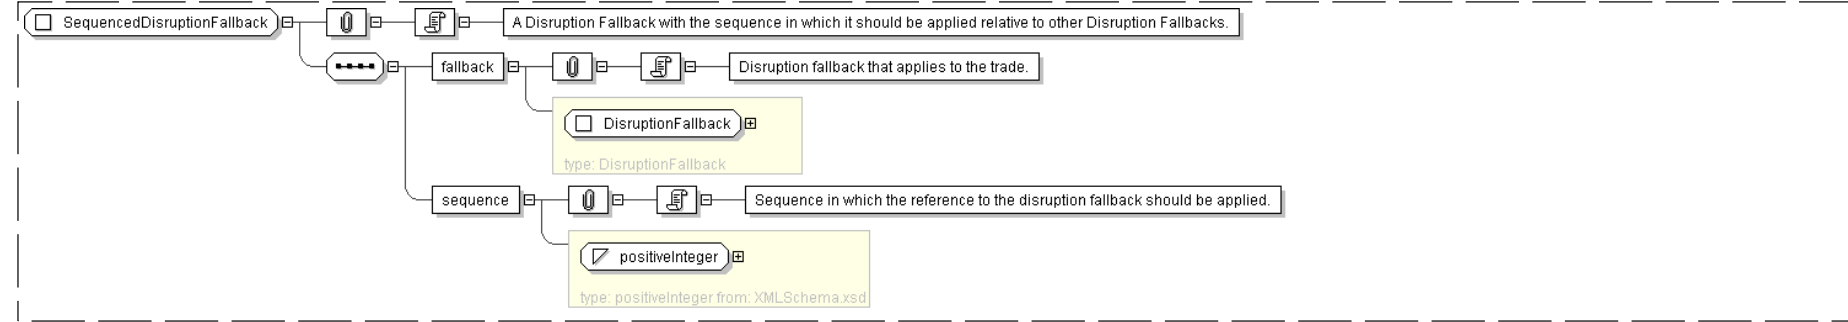 SequencedDisruptionFallback
A Disruption Fallback with the sequence in which it should be applied relative to other Disruption Fallbacks.
fallback
Disruption fallback that applies to the trade.
DisruptionFallback
type: DisruptionFallback
sequence
Sequence in which the reference to the disruption fallback should be applied.
positiveInteger
type: positiveInteger from: XMLSchema.xsd